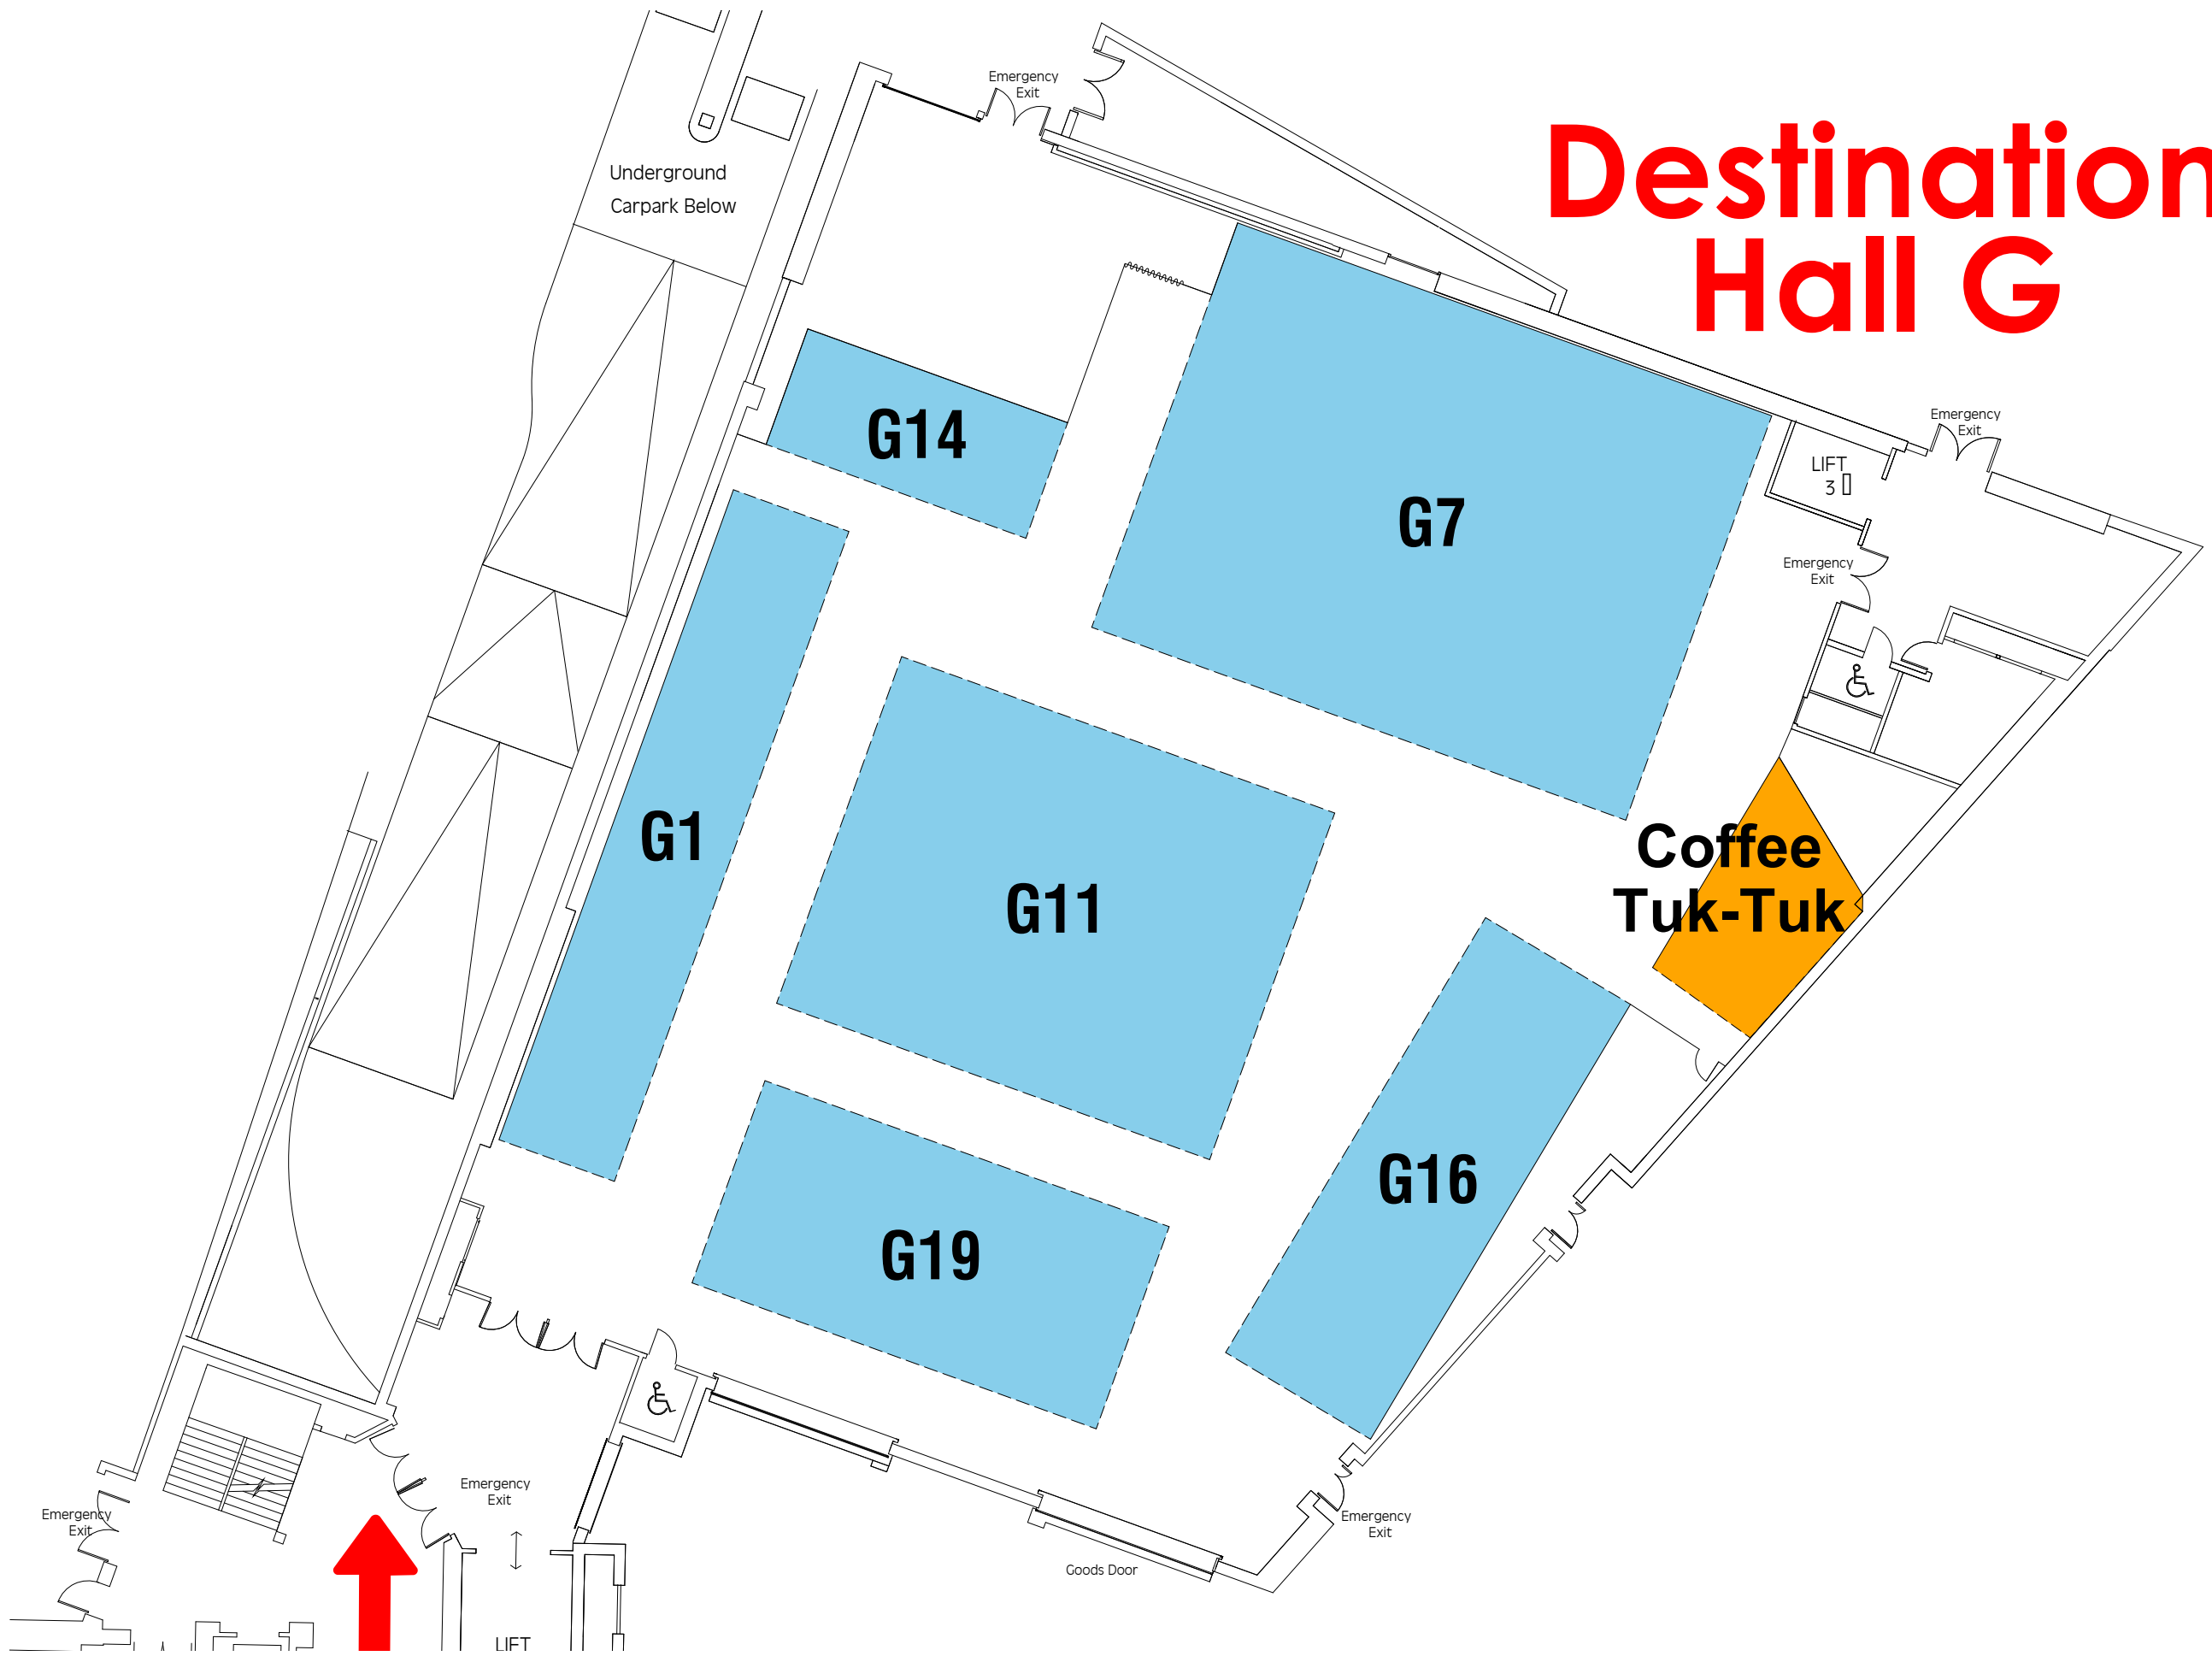 Emergency
Exit
Destination
Hall G
Underground
Carpark Below
G14
Emergency
Exit
LIFT
3
G7
Emergency
Exit
G1
G11
Coffee
Tuk-Tuk
G16
G19
Emergency
Exit
Emergency
Exit
Emergency
Exit
Goods Door
LIFT